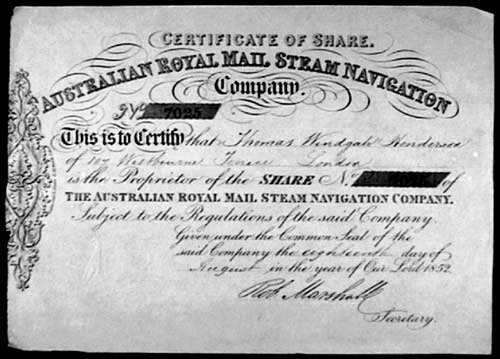 CERTIFICATE OF SHARE.
AUSTRALIAN ROYAL MAIL STEAM NAVIGATION
Company.
No. 7025
This is to Certify that Thomas Windgate Henderson
of Westbourne Terrace London
is the Proprietor of the SHARE No. of
THE AUSTRALIAN ROYAL MAIL STEAM NAVIGATION COMPANY.
Subject to the Regulations of the said Company.
Given under the Common Seal of the
said Company the eighteenth day of
August in the year of Our Lord 1852.
Rob. Marshall
Secretary.